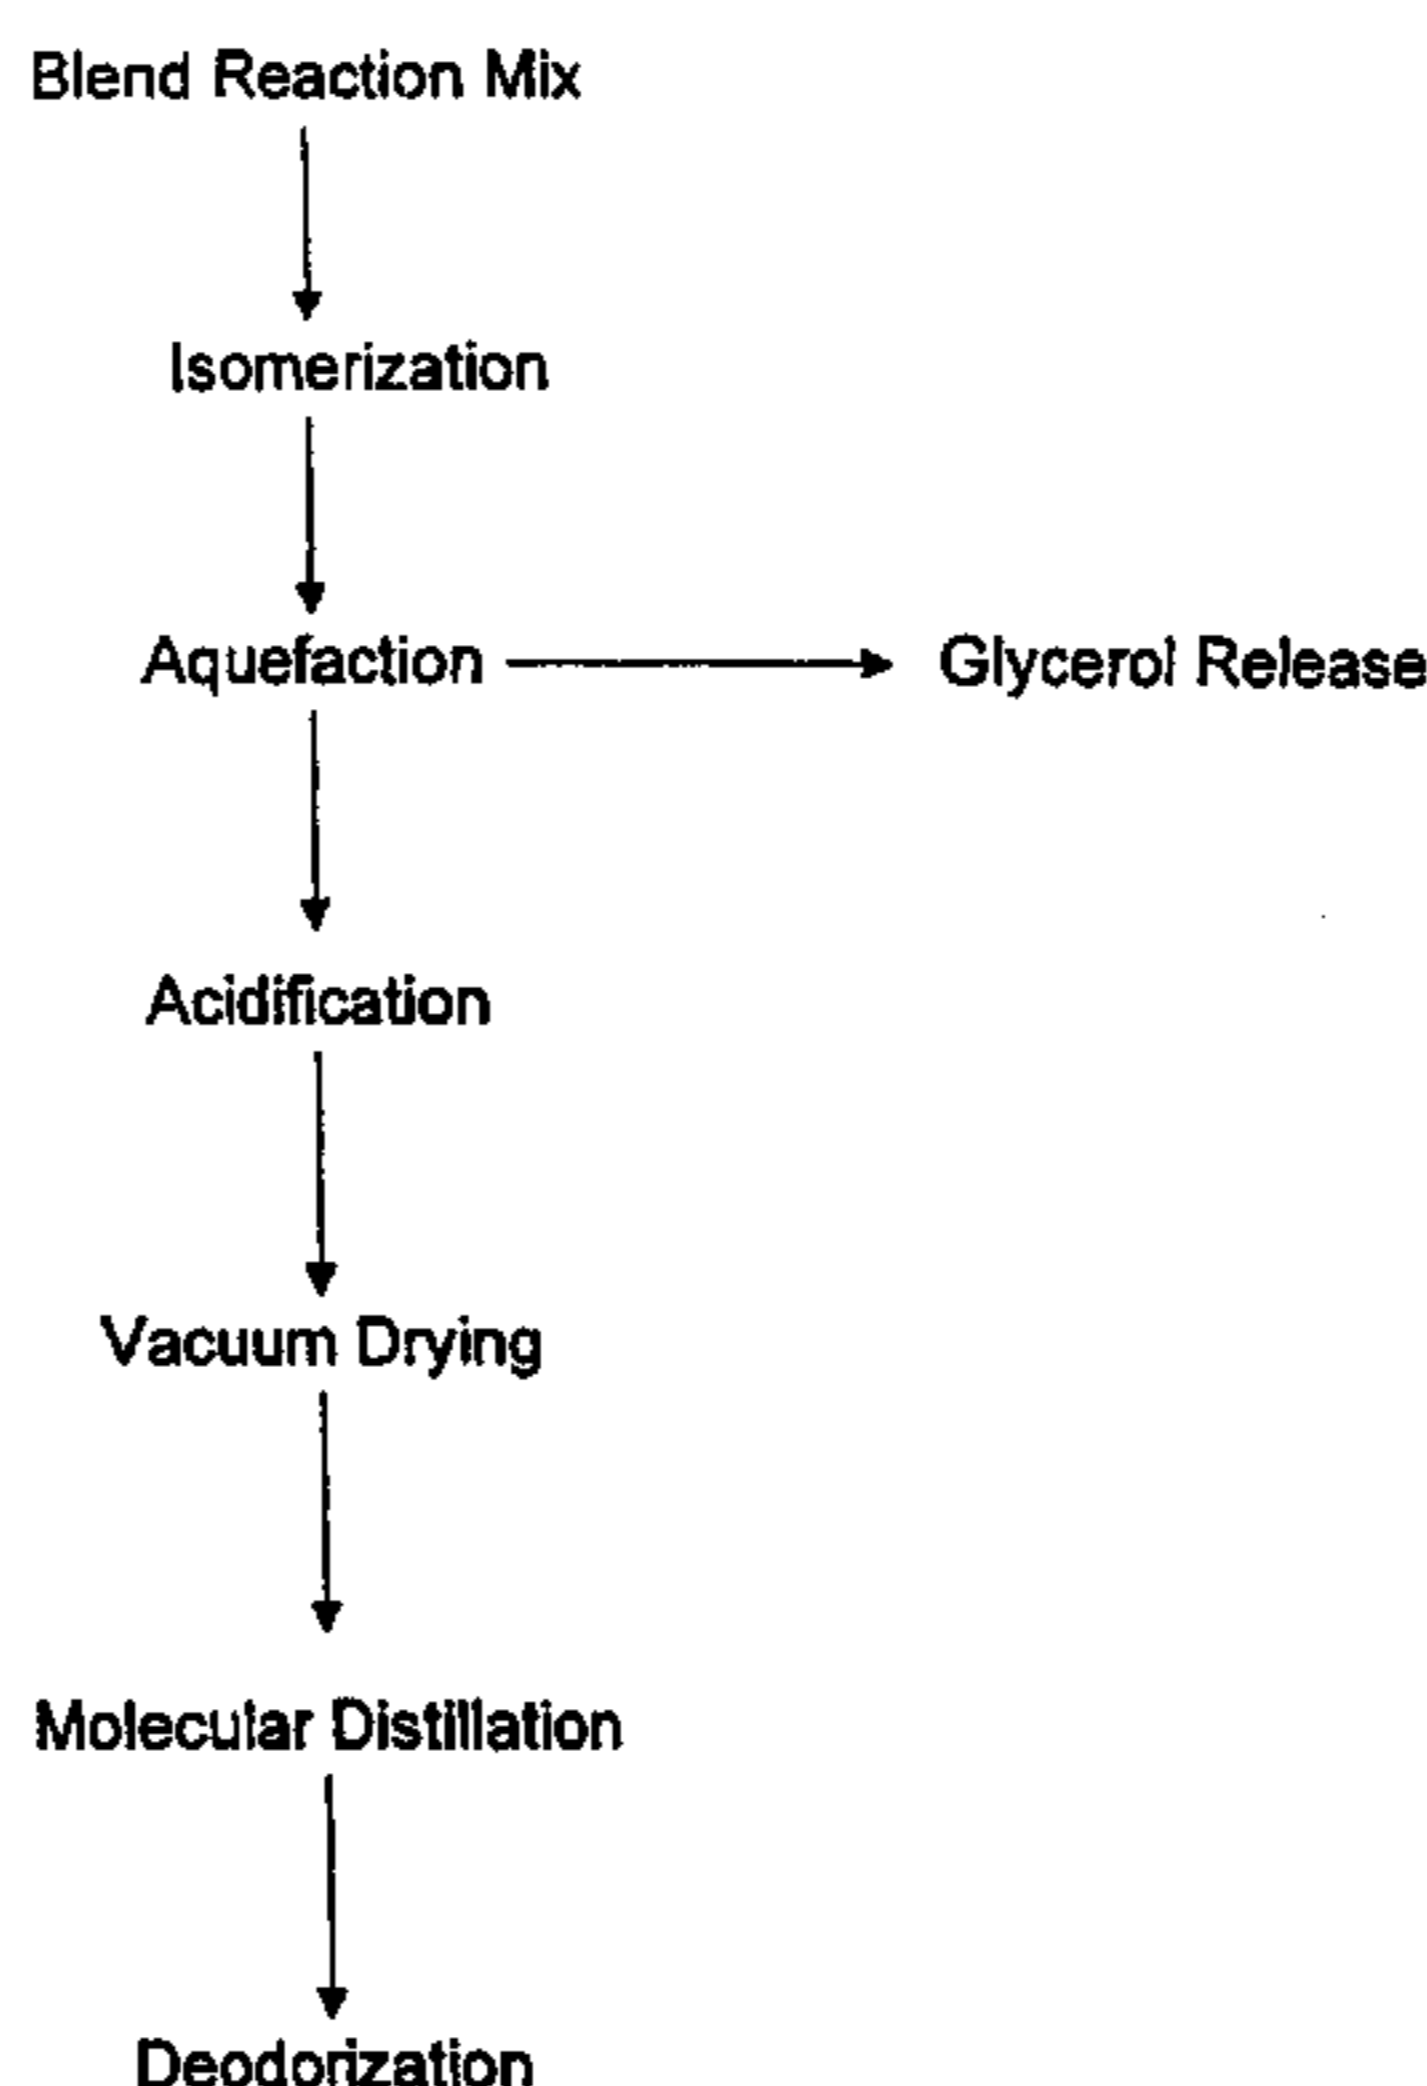 Blend Reaction Mix
Isomerization
Aquefaction
Glycerol Release
Acidification
Vacuum Drying
Molecular Distillation
Deodorization